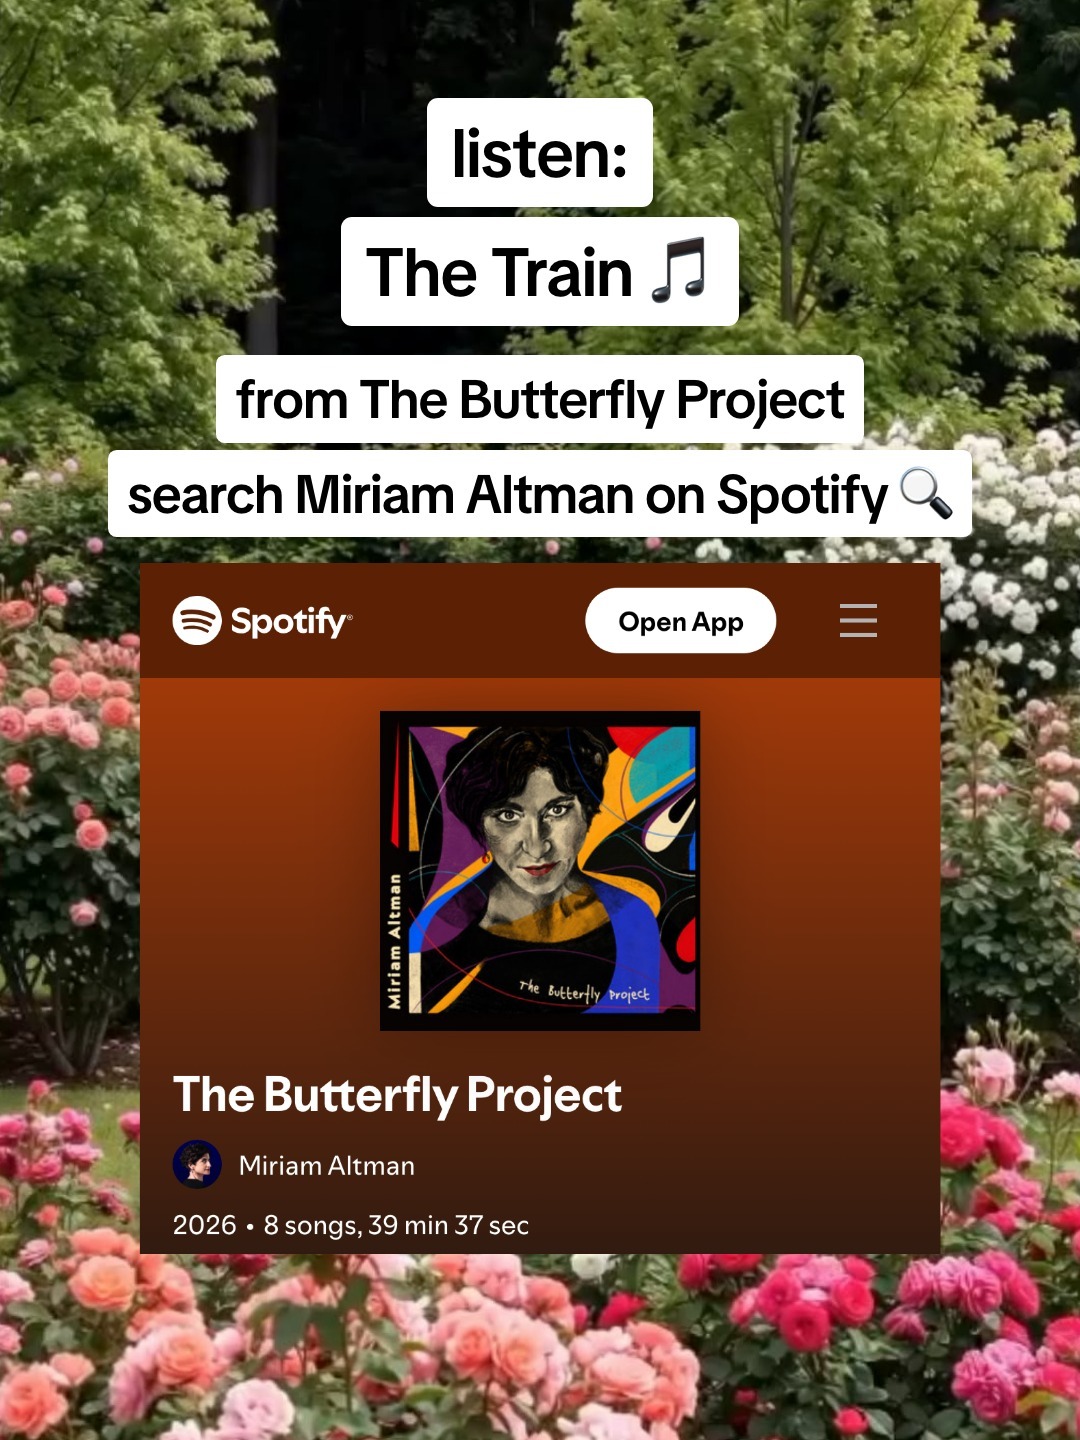 listen:
The Train 🎵
from The Butterfly Project
search Miriam Altman on Spotify 🔍
Spotify®
Open App
Miriam Altman
The Butterfly Project
The Butterfly Project
Miriam Altman
2026 • 8 songs, 39 min 37 sec